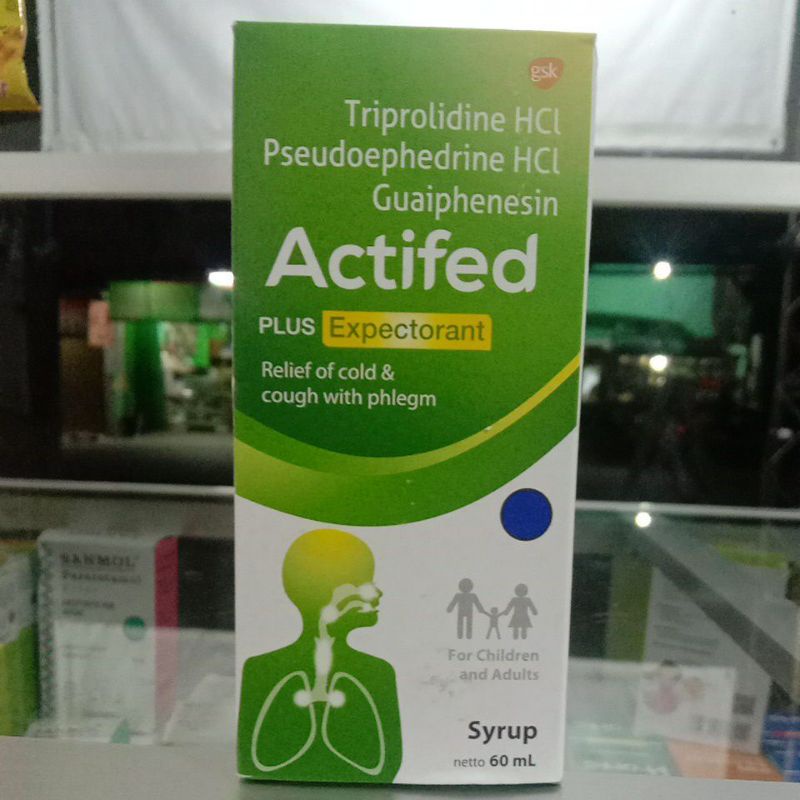 gsk
Triprolidine HCl
Pseudoephedrine HCl
Guaiphenesin
Actifed
PLUS Expectorant
Relief of cold &
cough with phlegm
For Children
and Adults
Syrup
netto 60 mL
SANMOL
Paracetamol